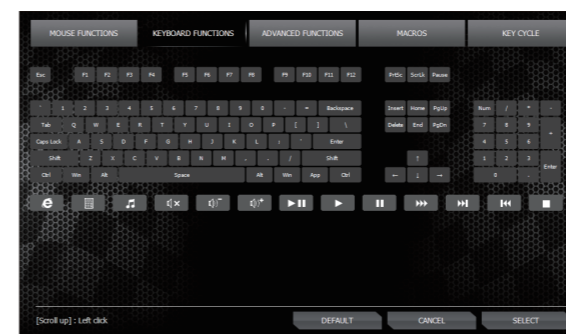 MOUSE FUNCTIONS KEYBOARD FUNCTIONS ADVANCED FUNCTIONS MACROS KEY CYCLE
Esc F1 F2 F3 F4 F5 F6 F7 F8 F9 F10 F11 F12 PrtSc ScrLk Pause
` 1 2 3 4 5 6 7 8 9 0 - = Backspace Insert Home PgUp Num / * -
Tab Q W E R T Y U I O P [ ] \ Delete End PgDn 7 8 9 +
Caps Lock A S D F G H J K L ; ' Enter 4 5 6
Shift Z X C V B N M , . / Shift ↑ 1 2 3 Enter
Ctrl Win Alt Space Alt Win App Ctrl ← ↓ → 0 .
[Scroll up] : Left click DEFAULT CANCEL SELECT